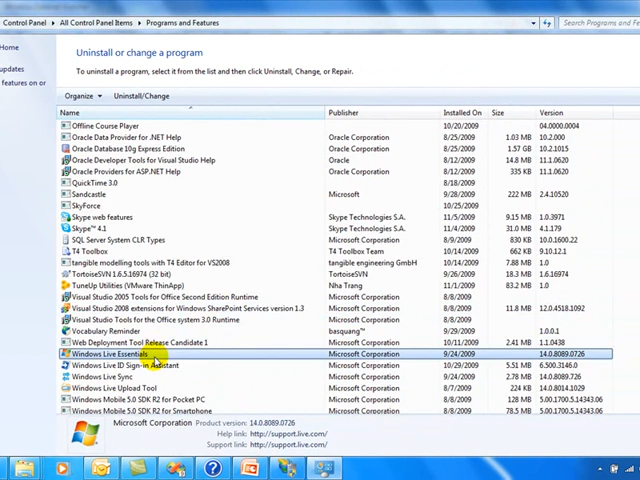 Control Panel ▸ All Control Panel Items ▸ Programs and Features
Search Programs and Fe
Home
updates
features on or
Uninstall or change a program
To uninstall a program, select it from the list and then click Uninstall, Change, or Repair.
Organize Uninstall/Change
Name Publisher Installed On Size Version
Offline Course Player 10/20/2009 04.0000.0004
Oracle Data Provider for .NET Help Oracle Corporation 8/25/2009 1.03 MB 10.2.000
Oracle Database 10g Express Edition Oracle Corporation 8/25/2009 1.57 GB 10.2.1015
Oracle Developer Tools for Visual Studio Help Oracle 8/25/2009 14.8 MB 11.1.0620
Oracle Providers for ASP.NET Help Oracle Corporation 8/25/2009 335 KB 11.1.0620
QuickTime 3.0 8/18/2009
Sandcastle Microsoft 9/28/2009 222 MB 2.4.10520
SkyForce 10/25/2009
Skype web features Skype Technologies S.A. 11/5/2009 9.15 MB 1.0.3971
Skype™ 4.1 Skype Technologies S.A. 11/5/2009 31.0 MB 4.1.179
SQL Server System CLR Types Microsoft Corporation 8/9/2009 830 KB 10.0.1600.22
T4 Toolbox T4 Toolbox Team 10/14/2009 662 KB 9.10.12.1
tangible modelling tools with T4 Editor for VS2008 tangible engineering GmbH 10/14/2009 7.88 MB 1.0
TortoiseSVN 1.6.5.16974 (32 bit) TortoiseSVN 9/26/2009 18.3 MB 1.6.16974
TuneUp Utilities (VMware ThinApp) Nha Trang 11/5/2009 83.2 MB 1.0
Visual Studio 2005 Tools for Office Second Edition Runtime Microsoft Corporation 8/8/2009
Visual Studio 2008 extensions for Windows SharePoint Services version 1.3 Microsoft Corporation 8/8/2009 12.0.4518.1092
Visual Studio Tools for the Office system 3.0 Runtime Microsoft Corporation 8/8/2009
Vocabulary Reminder basquang™ 9/9/2009 1.0.0.1
Web Deployment Tool Release Candidate 1 Microsoft Corporation 10/11/2009 2.41 MB 1.1.0438
Windows Live Essentials Microsoft Corporation 9/24/2009 14.0.8089.0726
Windows Live ID Sign-in Assistant Microsoft Corporation 10/29/2009 5.51 MB 6.500.3146.0
Windows Live Sync Microsoft Corporation 9/24/2009 2.78 MB 14.0.8089.726
Windows Live Upload Tool Microsoft Corporation 8/7/2009 224 KB 14.0.8014.1029
Windows Mobile 5.0 SDK R2 for Pocket PC Microsoft Corporation 8/8/2009 128 MB 5.00.1700.5.14343.06
Windows Mobile 5.0 SDK R2 for Smartphone Microsoft Corporation 8/8/2009 78.5 MB 5.00.1700.5.14343.06
Microsoft Corporation Product version: 14.0.8089.0726
Help link: http://support.live.com/
Support link: http://support.live.com/